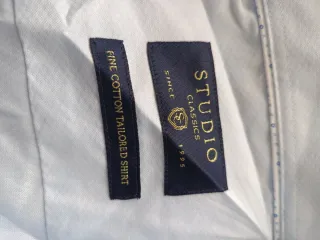 STUDIO
CLASSICS
SINCE 1995
FINE COTTON TAILORED SHIRT